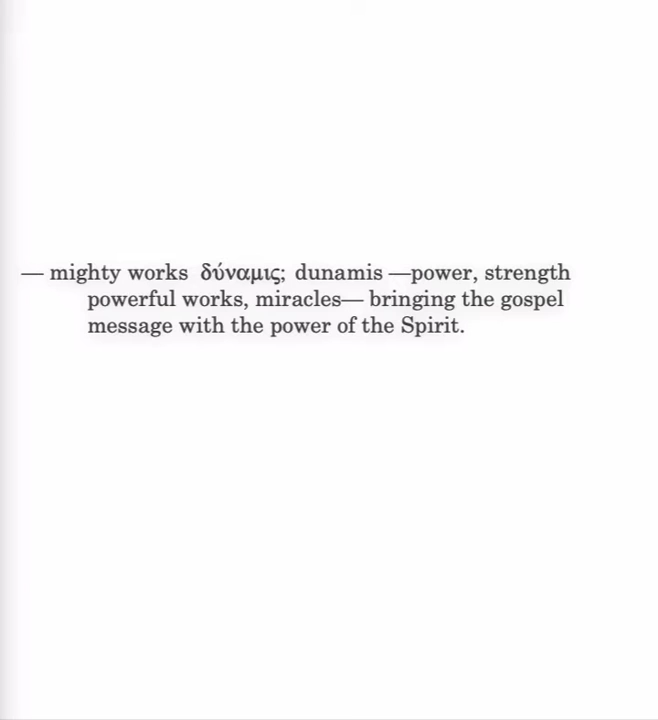 — mighty works δύναμις; dunamis —power, strength
powerful works, miracles— bringing the gospel
message with the power of the Spirit.